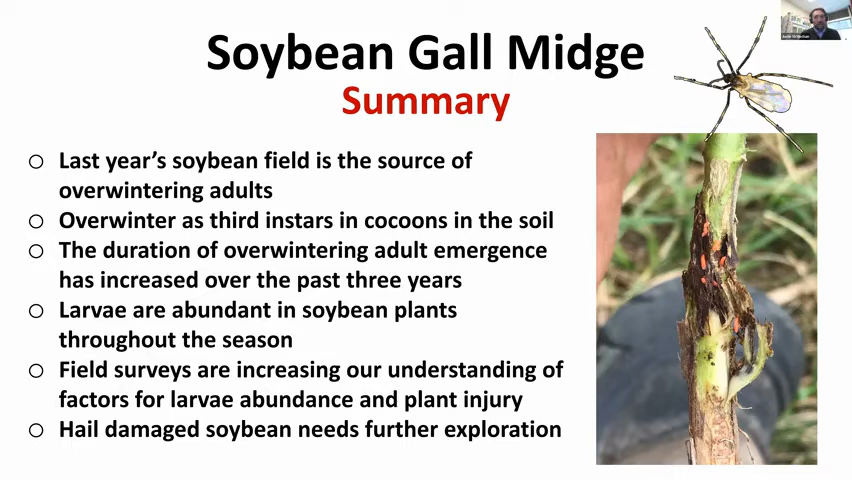 Soybean Gall Midge
Summary
o Last year's soybean field is the source of
overwintering adults
o Overwinter as third instars in cocoons in the soil
o The duration of overwintering adult emergence
has increased over the past three years
o Larvae are abundant in soybean plants
throughout the season
o Field surveys are increasing our understanding of
factors for larvae abundance and plant injury
o Hail damaged soybean needs further exploration